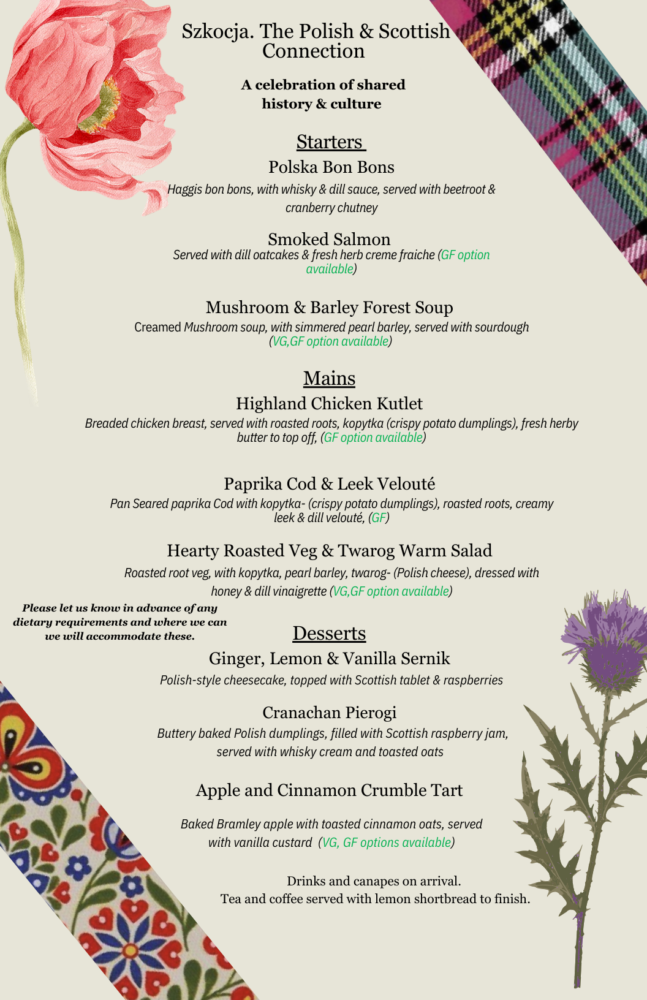 Szkocja. The Polish & Scottish
Connection
A celebration of shared
history & culture
Starters
Polska Bon Bons
Haggis bon bons, with whisky & dill sauce, served with beetroot &
cranberry chutney
Smoked Salmon
Served with dill oatcakes & fresh herb creme fraiche (GF option
available)
Mushroom & Barley Forest Soup
Creamed Mushroom soup, with simmered pearl barley, served with sourdough
(VG,GF option available)
Mains
Highland Chicken Kutlet
Breaded chicken breast, served with roasted roots, kopytka (crispy potato dumplings), fresh herby
butter to top off, (GF option available)
Paprika Cod & Leek Velouté
Pan Seared paprika Cod with kopytka- (crispy potato dumplings), roasted roots, creamy
leek & dill velouté, (GF)
Hearty Roasted Veg & Twarog Warm Salad
Roasted root veg, with kopytka, pearl barley, twarog- (Polish cheese), dressed with
honey & dill vinaigrette (VG,GF option available)
Please let us know in advance of any
dietary requirements and where we can
we will accommodate these.
Desserts
Ginger, Lemon & Vanilla Sernik
Polish-style cheesecake, topped with Scottish tablet & raspberries
Cranachan Pierogi
Buttery baked Polish dumplings, filled with Scottish raspberry jam,
served with whisky cream and toasted oats
Apple and Cinnamon Crumble Tart
Baked Bramley apple with toasted cinnamon oats, served
with vanilla custard (VG, GF options available)
Drinks and canapes on arrival.
Tea and coffee served with lemon shortbread to finish.